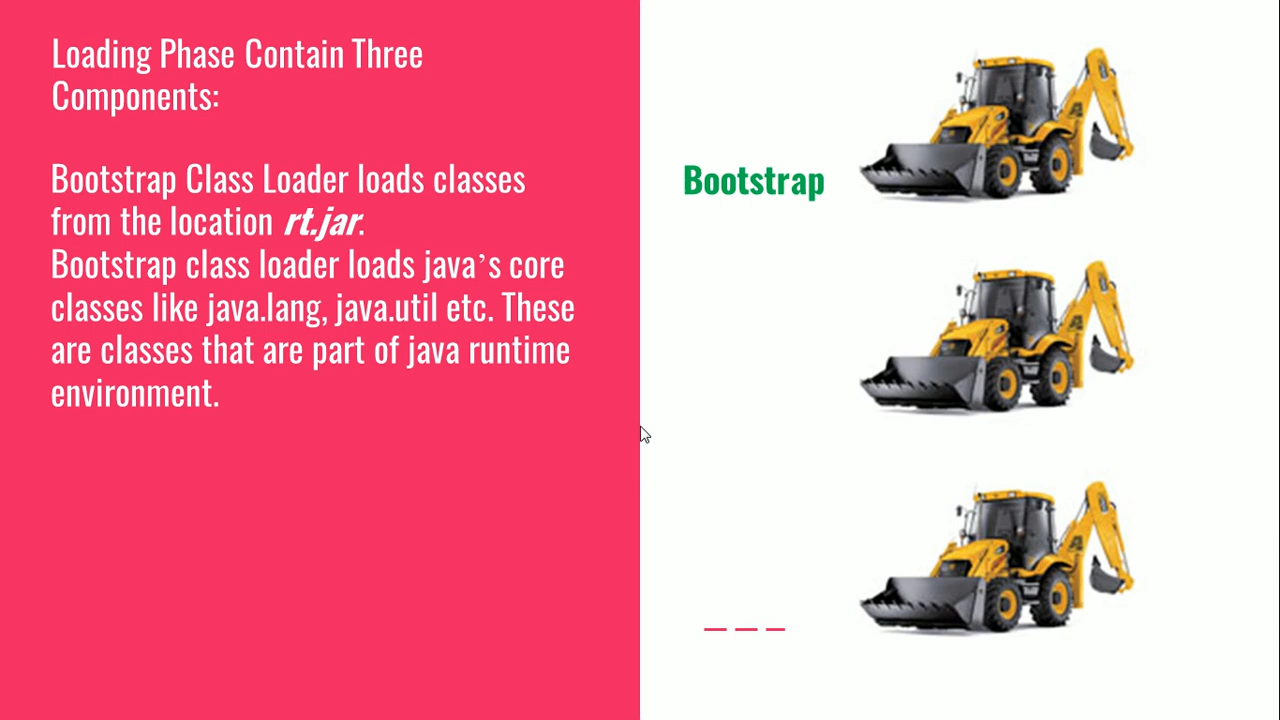 Loading Phase Contain Three
Components:
Bootstrap Class Loader loads classes
from the location rt.jar.
Bootstrap class loader loads java’s core
classes like java.lang, java.util etc. These
are classes that are part of java runtime
environment.
Bootstrap